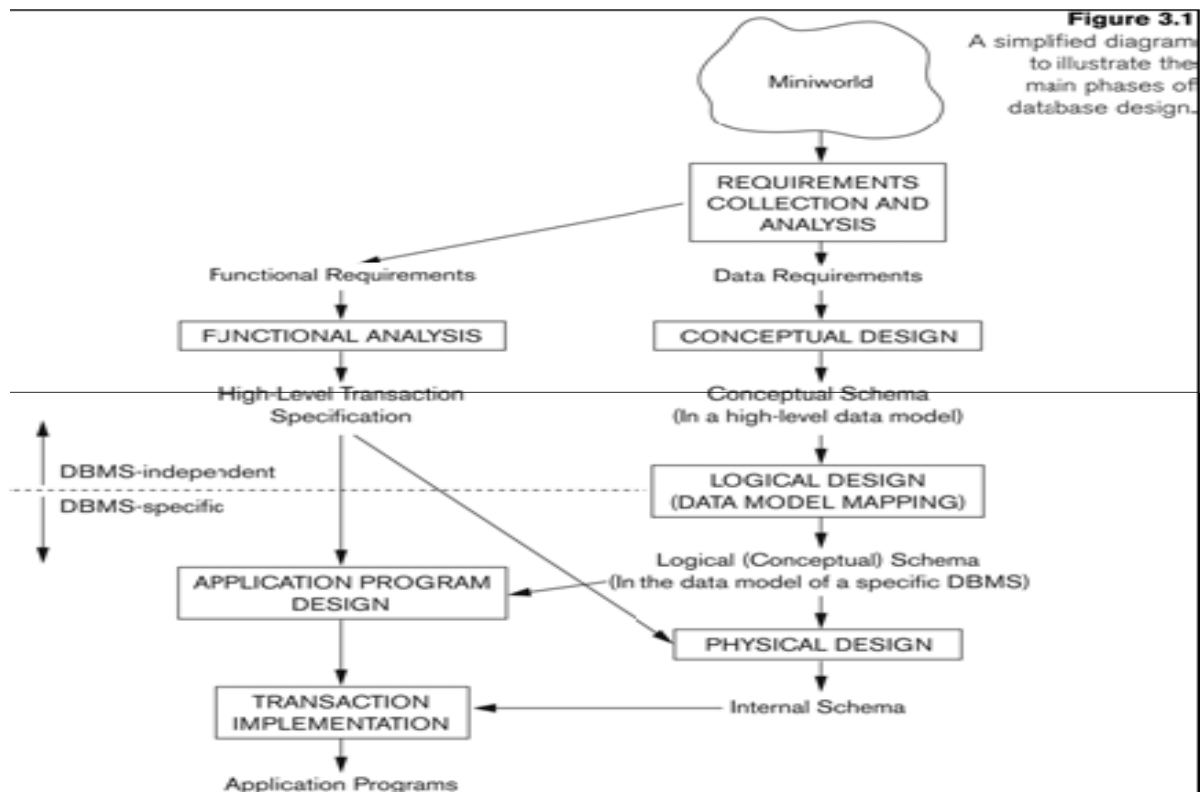 Figure 3.1
A simplified diagram
to illustrate the
main phases of
database design.
Miniworld
REQUIREMENTS
COLLECTION AND
ANALYSIS
Functional Requirements
Data Requirements
FUNCTIONAL ANALYSIS
CONCEPTUAL DESIGN
High-Level Transaction
Specification
Conceptual Schema
(In a high-level data model)
DBMS-independent
DBMS-specific
LOGICAL DESIGN
(DATA MODEL MAPPING)
Logical (Conceptual) Schema
(In the data model of a specific DBMS)
APPLICATION PROGRAM
DESIGN
PHYSICAL DESIGN
TRANSACTION
IMPLEMENTATION
Internal Schema
Application Programs